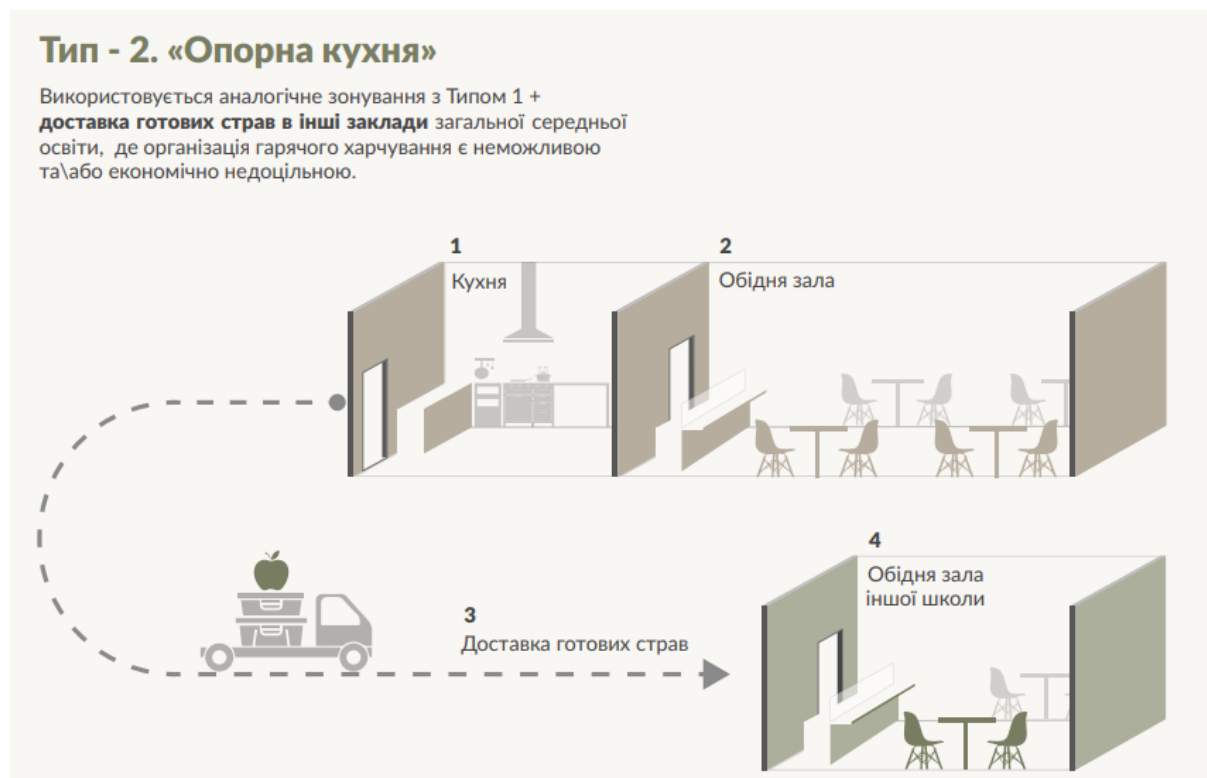 Тип - 2. «Опорна кухня»
Використовується аналогічне зонування з Типом 1 +
доставка готових страв в інші заклади загальної середньої
освіти, де організація гарячого харчування є неможливою
та\або економічно недоцільною.
1
Кухня
2
Обідня зала
3
Доставка готових страв
4
Обідня зала
іншої школи